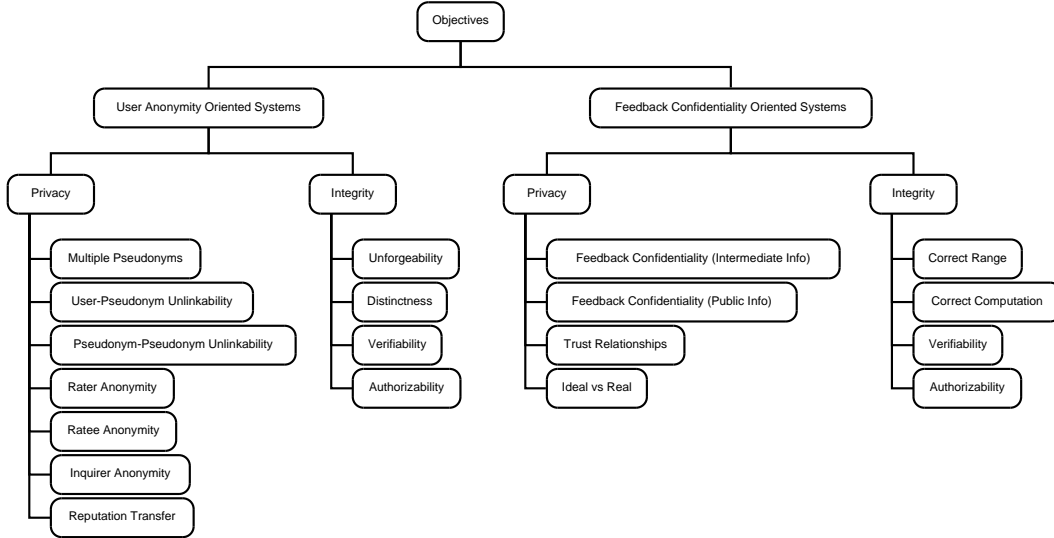 Objectives
User Anonymity Oriented Systems
Feedback Confidentiality Oriented Systems
Privacy
Integrity
Privacy
Integrity
Multiple Pseudonyms
User-Pseudonym Unlinkability
Pseudonym-Pseudonym Unlinkability
Rater Anonymity
Ratee Anonymity
Inquirer Anonymity
Reputation Transfer
Unforgeability
Distinctness
Verifiability
Authorizability
Feedback Confidentiality (Intermediate Info)
Feedback Confidentiality (Public Info)
Trust Relationships
Ideal vs Real
Correct Range
Correct Computation
Verifiability
Authorizability